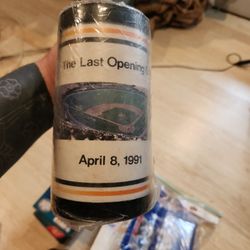 The Last Opening
April 8, 1991